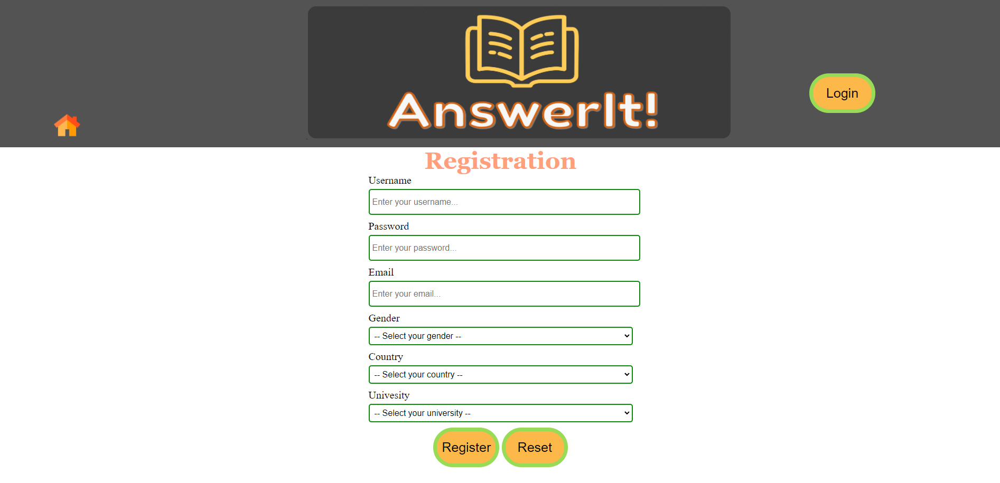 AnswerIt!
Login
Registration
Username
Enter your username...
Password
Enter your password...
Email
Enter your email...
Gender
-- Select your gender --
Country
-- Select your country --
Univesity
-- Select your university --
Register Reset